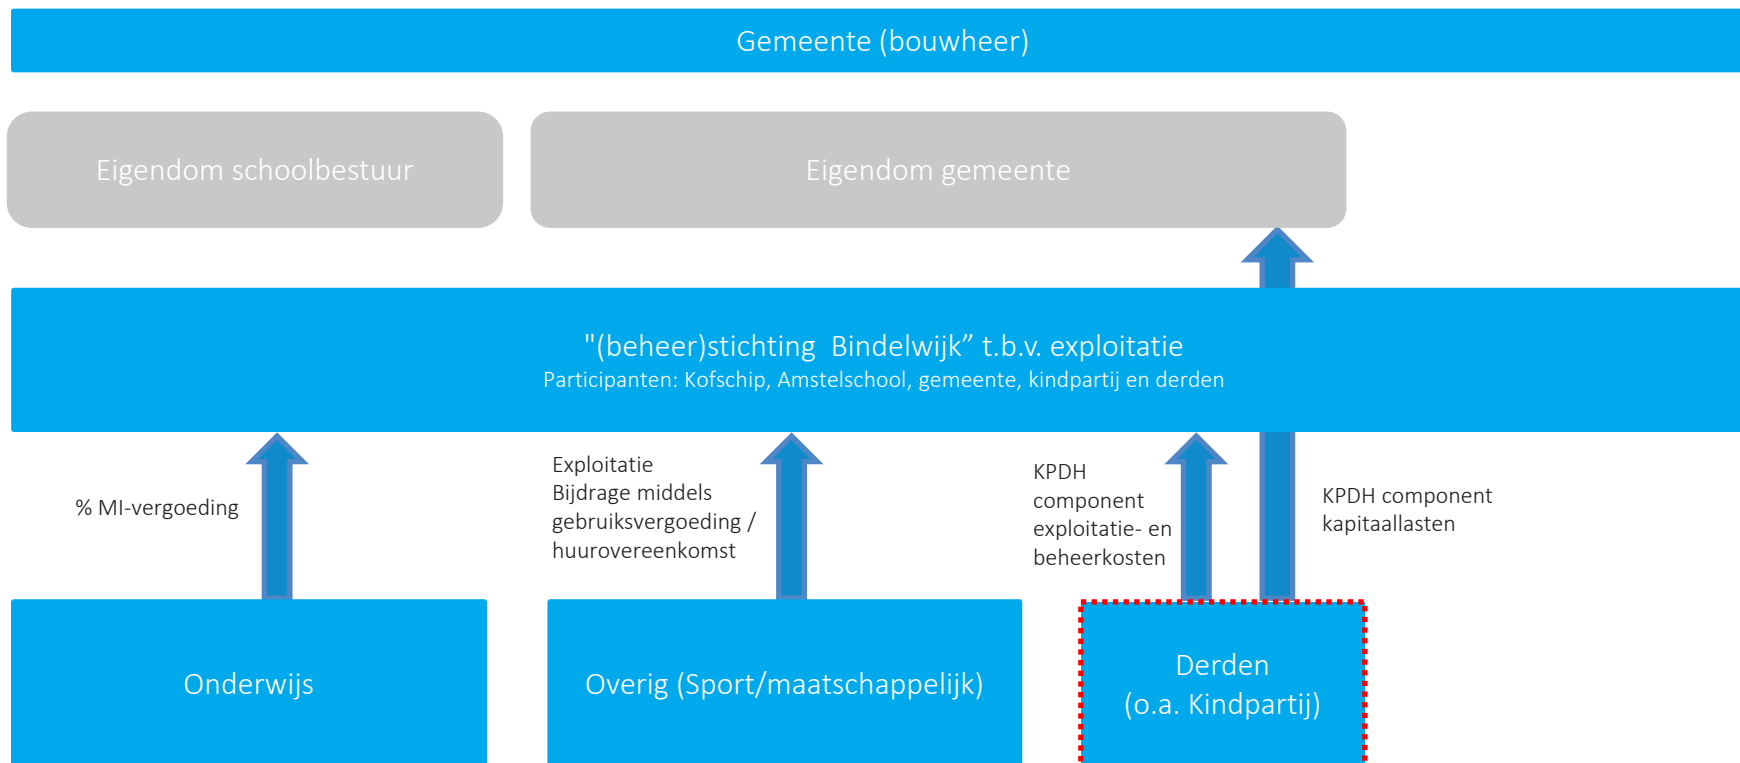 Gemeente (bouwheer)
Eigendom schoolbestuur
Eigendom gemeente
"(beheer)stichting  Bindelwijk” t.b.v. exploitatie
Participanten: Kofschip, Amstelschool, gemeente, kindpartij en derden
% MI-vergoeding
Exploitatie
Bijdrage middels
gebruiksvergoeding /
huurovereenkomst
KPDH
component
exploitatie- en
beheerkosten
KPDH component
kapitaallasten
Onderwijs
Overig (Sport/maatschappelijk)
Derden
(o.a. Kindpartij)